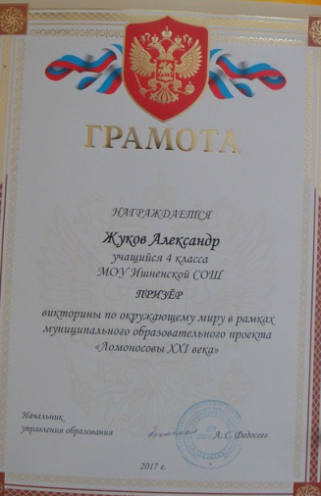 ГРАМОТА
НАГРАЖДАЕТСЯ
Жуков Александр
учащийся 4 класса
МОУ Ишненской СОШ
ПРИЗЁР
викторины по окружающему миру в рамках
муниципального образовательного проекта
«Ломоносовы XXI века»
Начальник
управления образования А. С. Федосеев
2017 г.